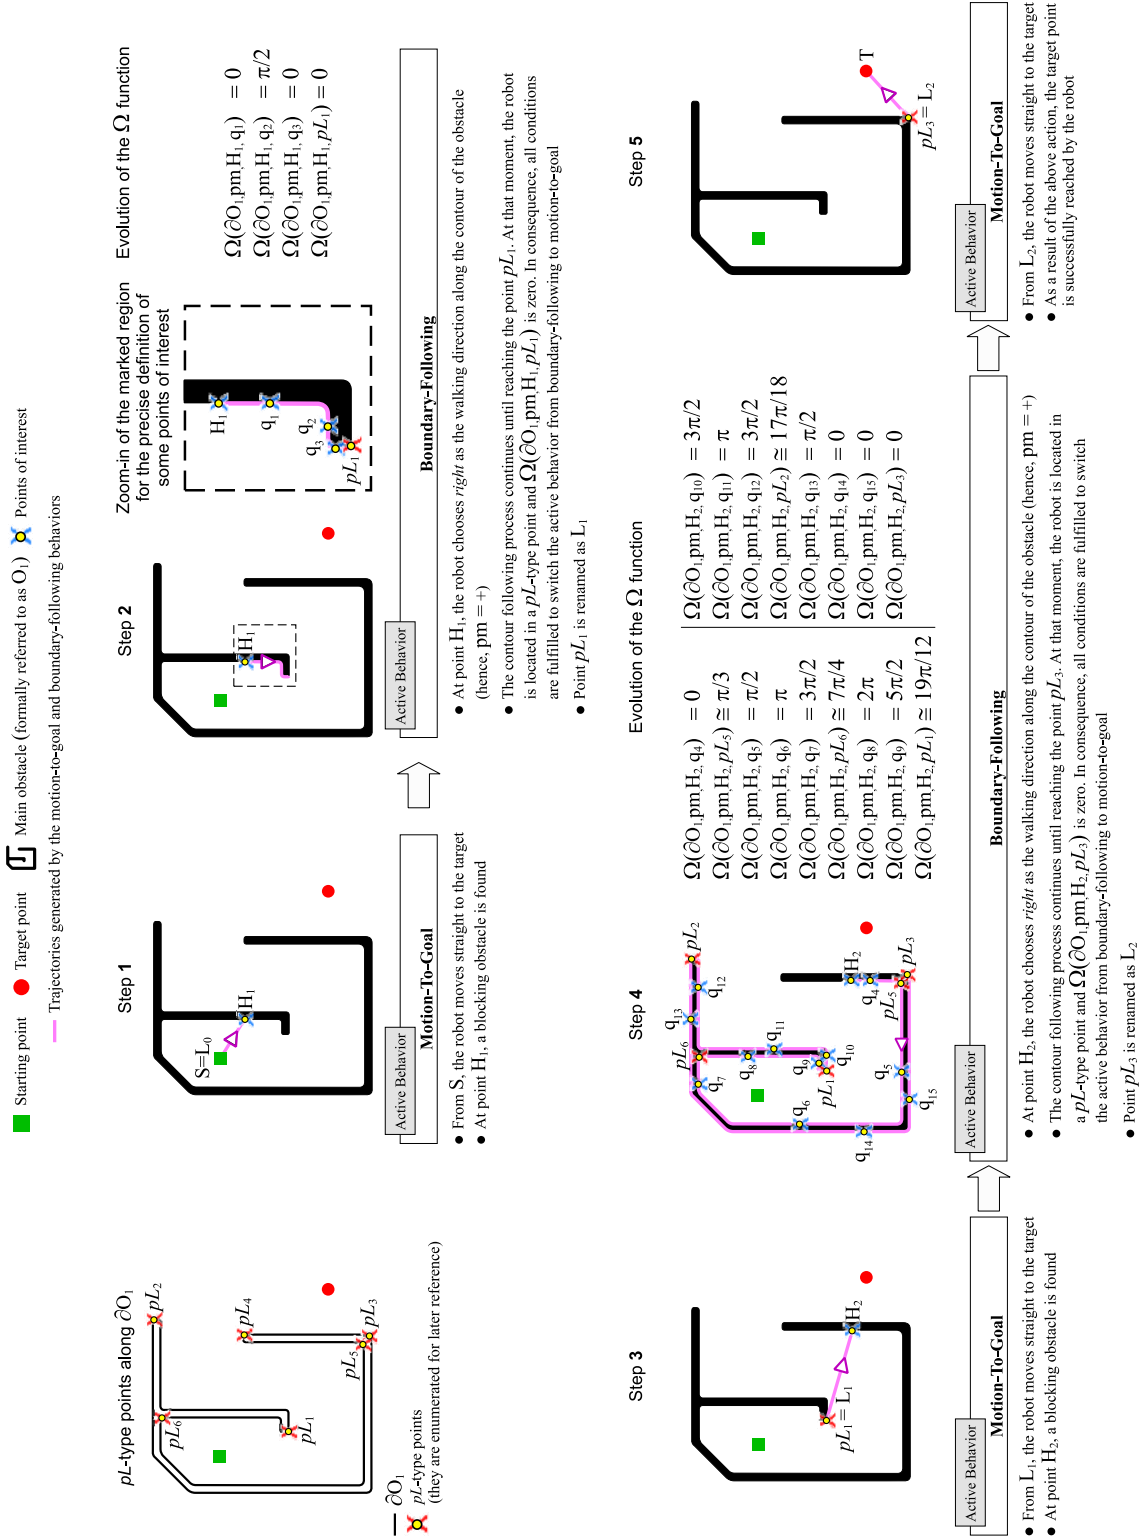 Starting point
Target point
Main obstacle (formally referred to as O1)
Points of interest
Trajectories generated by the motion-to-goal and boundary-following behaviors
pL-type points along ∂O1
pL2
pL6
pL4
pL1
pL5
pL3
∂O1
pL-type points
(they are enumerated for later reference)
Step 1
S=L0
H1
Active Behavior
Motion-To-Goal
● From S, the robot moves straight to the target
● At point H1, a blocking obstacle is found
Step 2
H1
Zoom-in of the marked region
for the precise definition of
some points of interest
H1
q1
q2
q3
pL1
Evolution of the Ω function
Ω(∂O1,pm,H1, q1) = 0
Ω(∂O1,pm,H1, q2) = π/2
Ω(∂O1,pm,H1, q3) = 0
Ω(∂O1,pm,H1, pL1) = 0
Active Behavior
Boundary-Following
● At point H1, the robot chooses right as the walking direction along the contour of the obstacle
(hence, pm = +)
● The contour following process continues until reaching the point pL1. At that moment, the robot
is located in a pL-type point and Ω(∂O1,pm,H1, pL1) is zero. In consequence, all conditions
are fulfilled to switch the active behavior from boundary-following to motion-to-goal
● Point pL1 is renamed as L1
Step 3
pL1 = L1
H2
Active Behavior
Motion-To-Goal
● From L1, the robot moves straight to the target
● At point H2, a blocking obstacle is found
Step 4
pL2
q13
q12
pL6
q7
q11
q8
q9
q10
pL1
q6
H2
q4
pL3
pL5
q5
q14
q15
Evolution of the Ω function
Ω(∂O1,pm,H2, q4) = 0
Ω(∂O1,pm,H2, pL5) ≅ π/3
Ω(∂O1,pm,H2, q5) = π/2
Ω(∂O1,pm,H2, q6) = π
Ω(∂O1,pm,H2, q7) = 3π/2
Ω(∂O1,pm,H2, pL6) ≅ 7π/4
Ω(∂O1,pm,H2, q8) = 2π
Ω(∂O1,pm,H2, q9) = 5π/2
Ω(∂O1,pm,H2, pL1) ≅ 19π/12
Ω(∂O1,pm,H2, q10) = 3π/2
Ω(∂O1,pm,H2, q11) = π
Ω(∂O1,pm,H2, q12) = 3π/2
Ω(∂O1,pm,H2, pL2) ≅ 17π/18
Ω(∂O1,pm,H2, q13) = π/2
Ω(∂O1,pm,H2, q14) = 0
Ω(∂O1,pm,H2, q15) = 0
Ω(∂O1,pm,H2, pL3) = 0
Active Behavior
Boundary-Following
● At point H2, the robot chooses right as the walking direction along the contour of the obstacle (hence, pm = +)
● The contour following process continues until reaching the point pL3. At that moment, the robot is located in
a pL-type point and Ω(∂O1,pm,H2, pL3) is zero. In consequence, all conditions are fulfilled to switch
the active behavior from boundary-following to motion-to-goal
● Point pL3 is renamed as L2
Step 5
T
pL3 = L2
Active Behavior
Motion-To-Goal
● From L2, the robot moves straight to the target
● As a result of the above action, the target point
is successfully reached by the robot